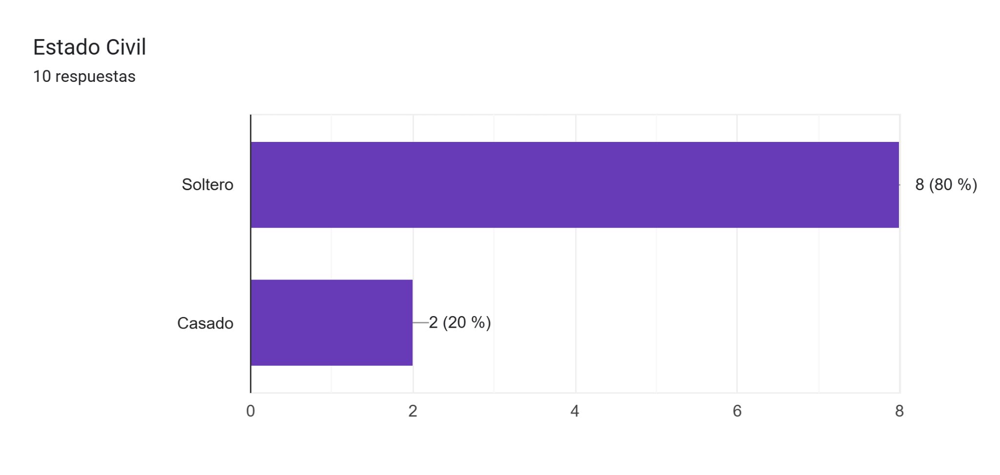 Estado Civil
10 respuestas
Soltero
8 (80 %)
Casado
2 (20 %)
0 2 4 6 8